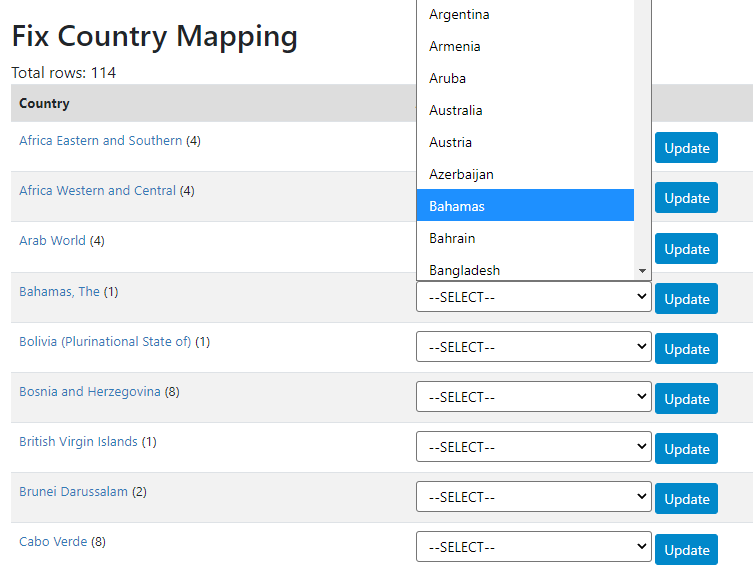 Fix Country Mapping
Total rows: 114
Country
Argentina
Armenia
Aruba
Australia
Austria
Azerbaijan
Bahamas
Bahrain
Bangladesh
Africa Eastern and Southern (4) Update
Africa Western and Central (4) Update
Arab World (4) Update
Bahamas, The (1) --SELECT-- Update
Bolivia (Plurinational State of) (1) --SELECT-- Update
Bosnia and Herzegovina (8) --SELECT-- Update
British Virgin Islands (1) --SELECT-- Update
Brunei Darussalam (2) --SELECT-- Update
Cabo Verde (8) --SELECT-- Update